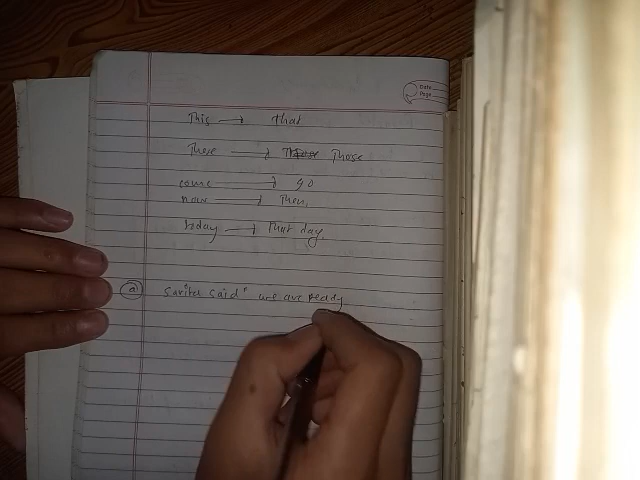 Date
Page
This → that
These → Those
come → go
now → Then,
today → That day,
(a) Savita said" we are ready